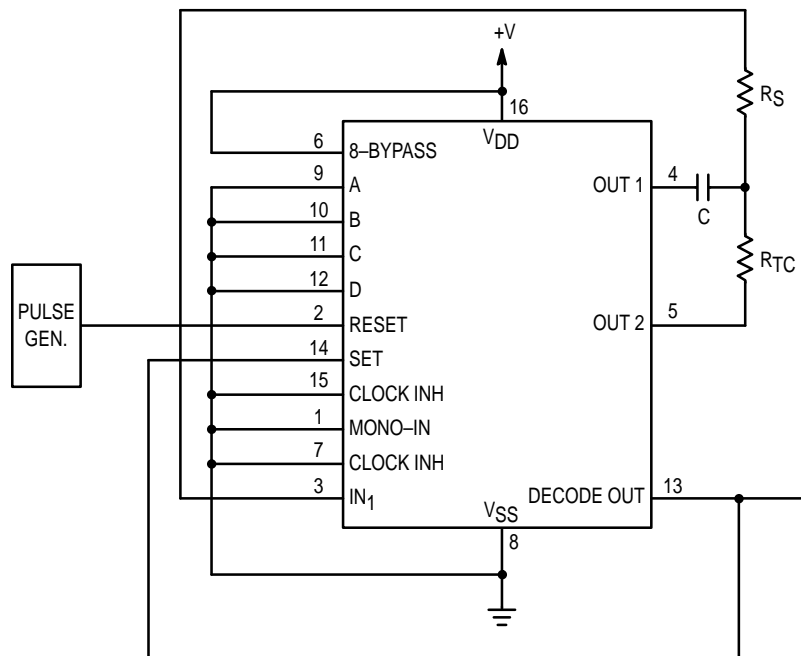 +V
16
VDD
6
8–BYPASS
9
A
10
B
11
C
12
D
2
RESET
14
SET
15
CLOCK INH
1
MONO–IN
7
CLOCK INH
3
IN1
VSS
8
OUT 1
4
C
RS
RTC
OUT 2
5
DECODE OUT
13
PULSE
GEN.